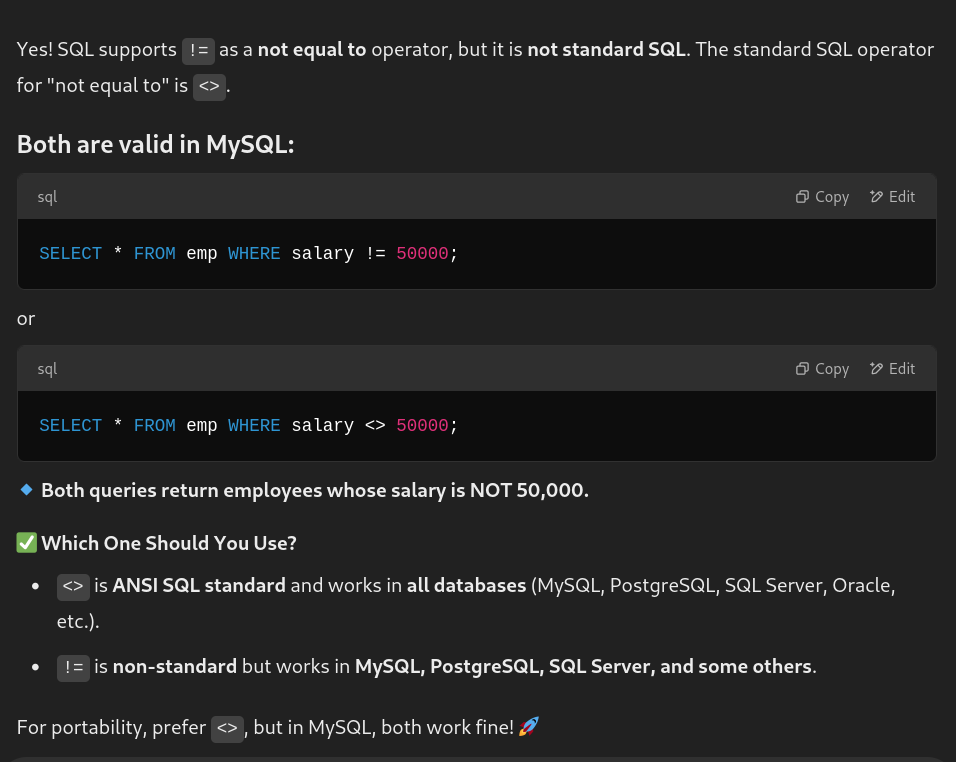 Yes! SQL supports != as a not equal to operator, but it is not standard SQL. The standard SQL operator
for "not equal to" is <>.
Both are valid in MySQL:
sql Copy Edit
SELECT * FROM emp WHERE salary != 50000;
or
sql Copy Edit
SELECT * FROM emp WHERE salary <> 50000;
🔹 Both queries return employees whose salary is NOT 50,000.
✅ Which One Should You Use?
• <> is ANSI SQL standard and works in all databases (MySQL, PostgreSQL, SQL Server, Oracle,
etc.).
• != is non-standard but works in MySQL, PostgreSQL, SQL Server, and some others.
For portability, prefer <>, but in MySQL, both work fine! 🚀